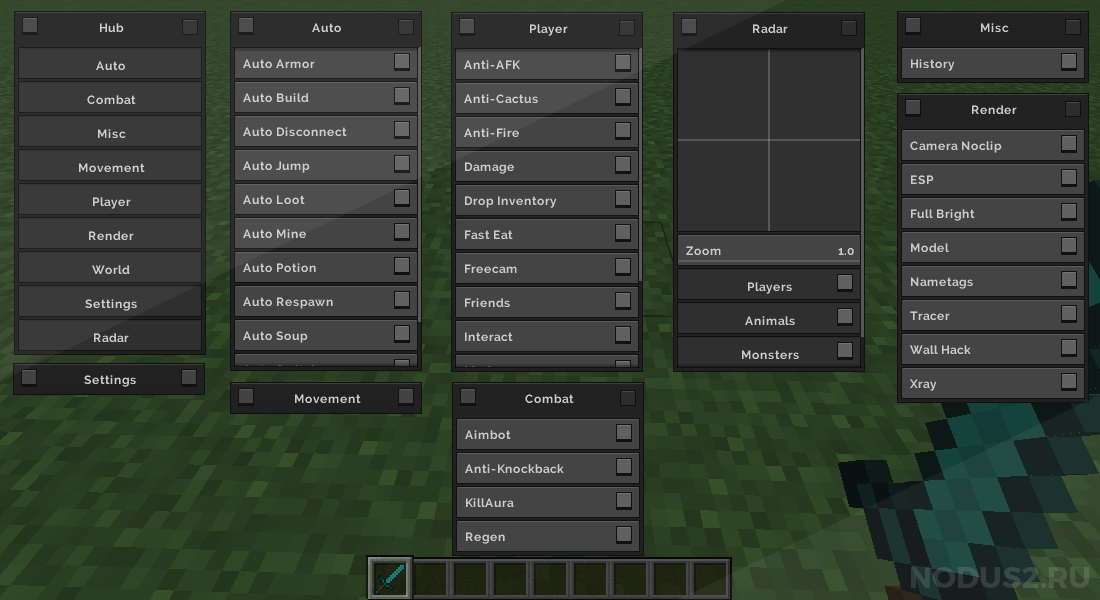 Hub
Auto
Combat
Misc
Movement
Player
Render
World
Settings
Radar
Settings
Auto
Auto Armor
Auto Build
Auto Disconnect
Auto Jump
Auto Loot
Auto Mine
Auto Potion
Auto Respawn
Auto Soup
Movement
Player
Anti-AFK
Anti-Cactus
Anti-Fire
Damage
Drop Inventory
Fast Eat
Freecam
Friends
Interact
Combat
Aimbot
Anti-Knockback
KillAura
Regen
Radar
Zoom 1.0
Players
Animals
Monsters
Misc
History
Render
Camera Noclip
ESP
Full Bright
Model
Nametags
Tracer
Wall Hack
Xray
NODUS2.RU